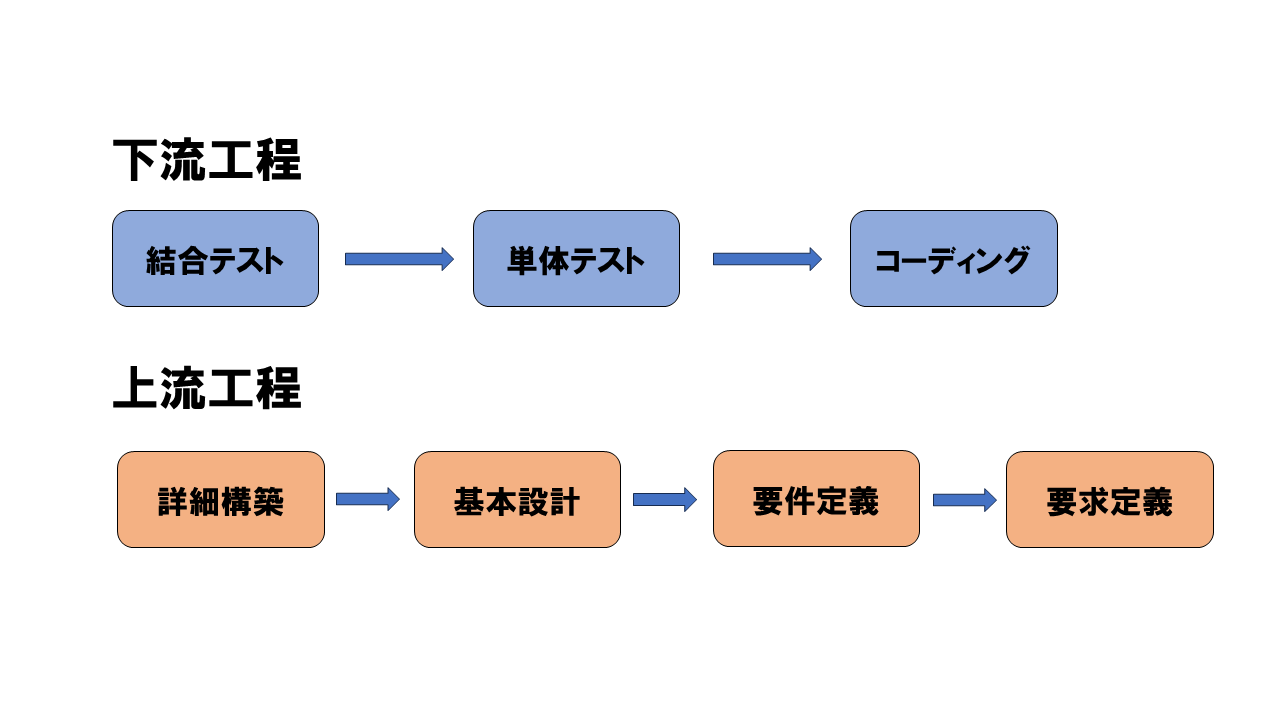 下流工程
結合テスト
単体テスト
コーディング
上流工程
詳細構築
基本設計
要件定義
要求定義